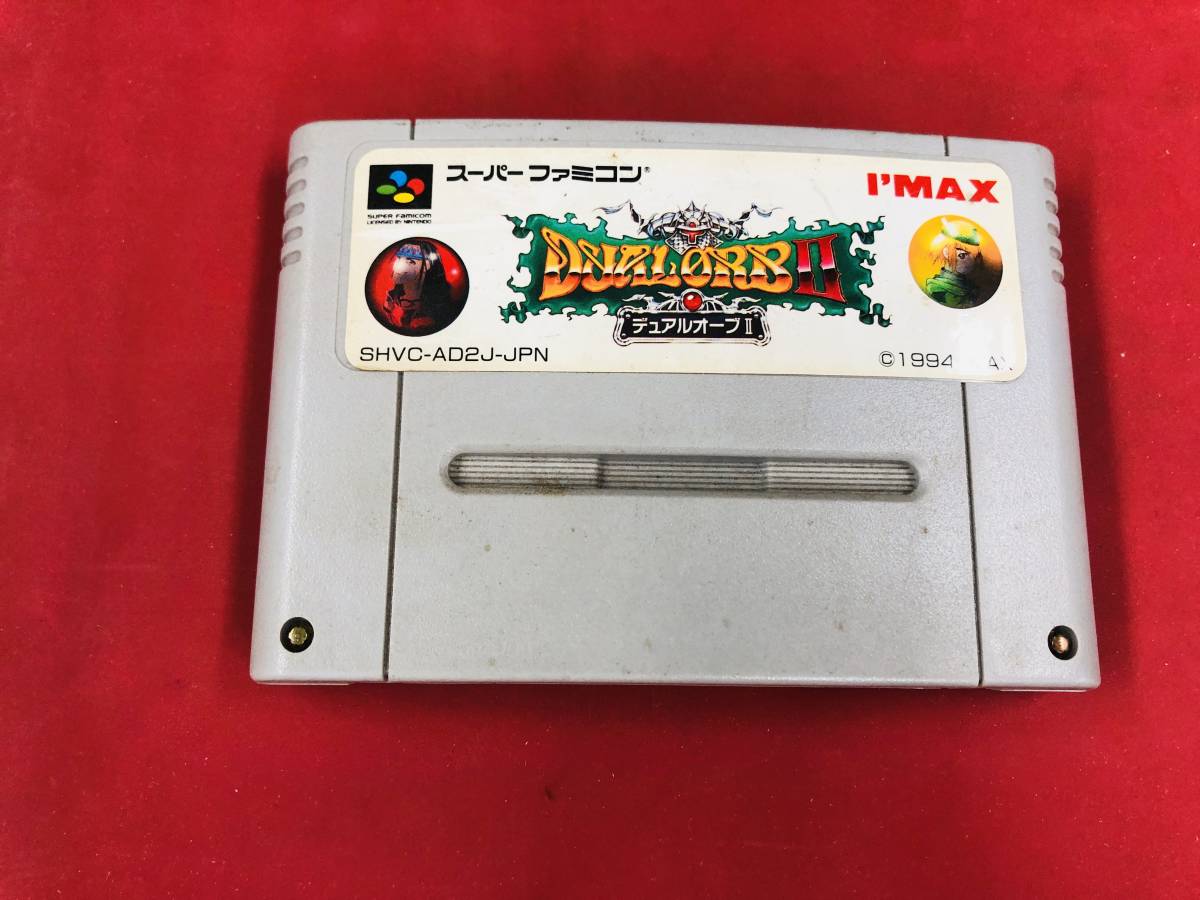 スーパーファミコン®
SUPER FAMICOM
LICENSED BY NINTENDO
I'MAX
DUAL ORB II
デュアルオーブII
SHVC-AD2J-JPN
©1994